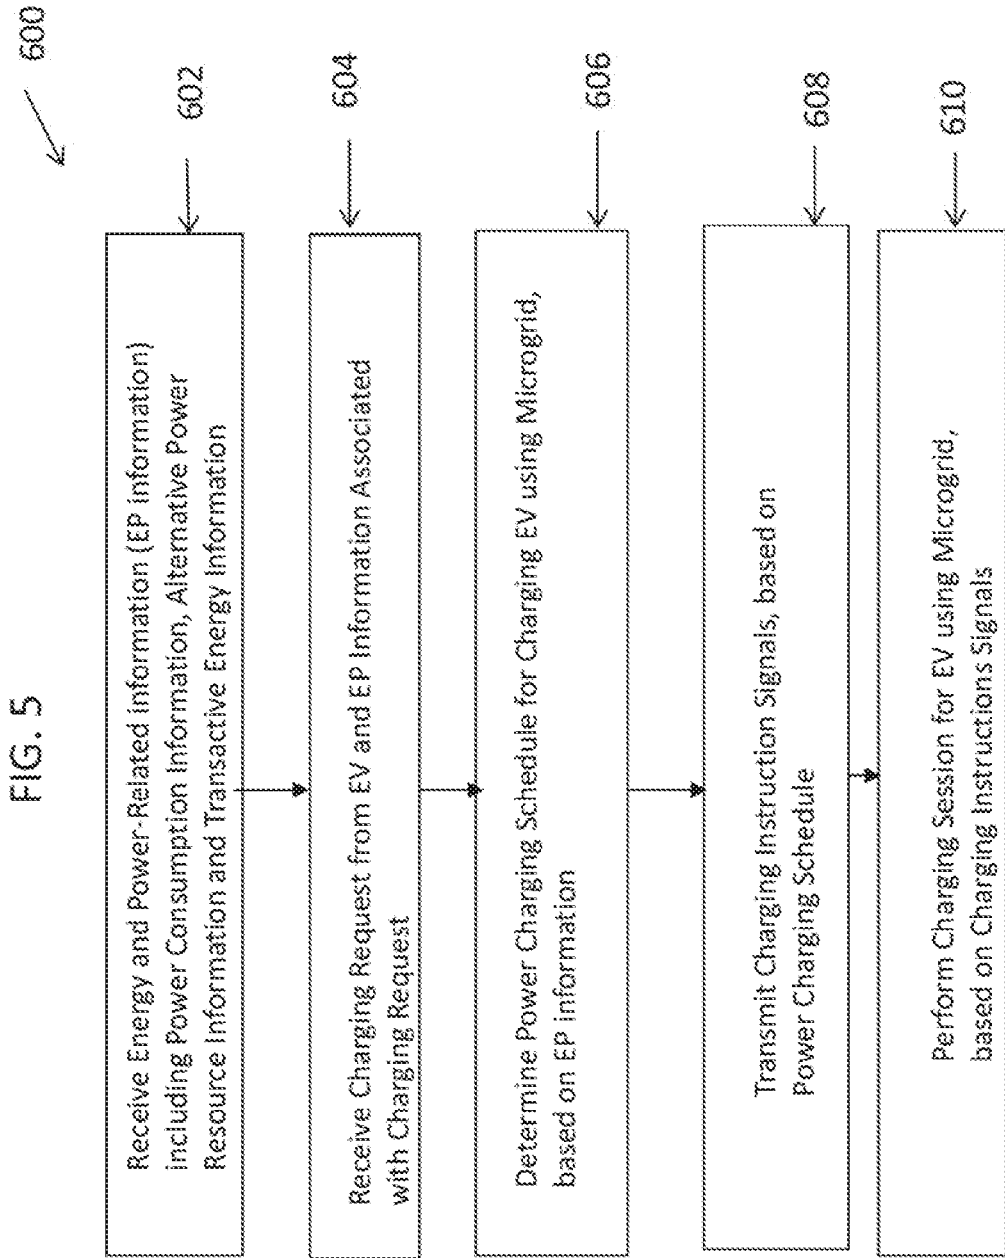 FIG. 5
600
Receive Energy and Power-Related information (EP information)
including Power Consumption Information, Alternative Power
Resource Information and Transactive Energy Information
602
Receive Charging Request from EV and EP Information Associated
with Charging Request
604
Determine Power Charging Schedule for Charging EV using Microgrid,
based on EP information
606
Transmit Charging Instruction Signals, based on
Power Charging Schedule
608
Perform Charging Session for EV using Microgrid,
based on Charging Instructions Signals
610